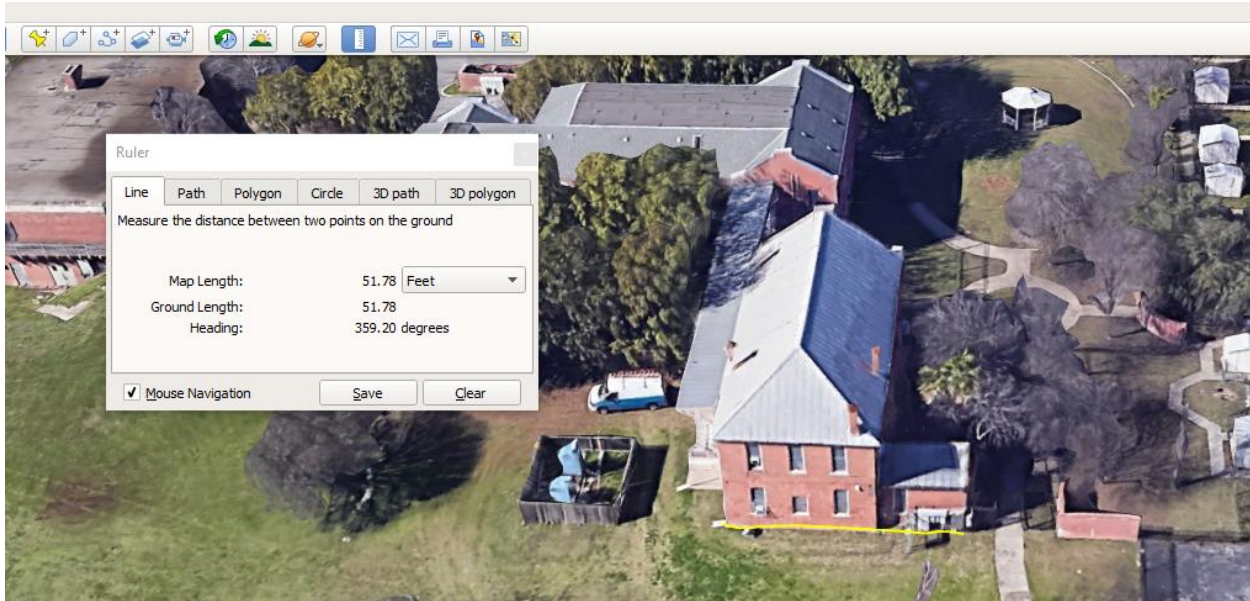 Ruler
Line Path Polygon Circle 3D path 3D polygon
Measure the distance between two points on the ground
Map Length: 51.78 Feet
Ground Length: 51.78
Heading: 359.20 degrees
Mouse Navigation Save Clear